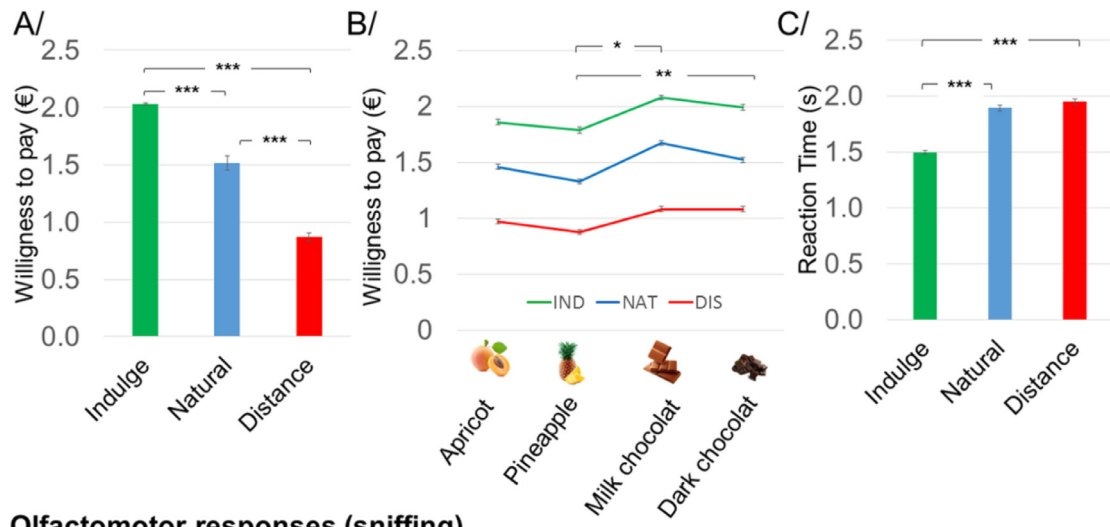 A/
Willigness to pay (€)
2.5
2.0
1.5
1.0
0.5
0.0
***
***
***
Indulge
Natural
Distance
B/
Willigness to pay (€)
2.5
2
1.5
1
0.5
0
*
**
IND NAT DIS
Apricot
Pineapple
Milk chocolat
Dark chocolat
C/
Reaction Time (s)
2.5
2.0
1.5
1.0
0.5
0.0
***
***
Indulge
Natural
Distance
Olfactomotor responses (sniffing)